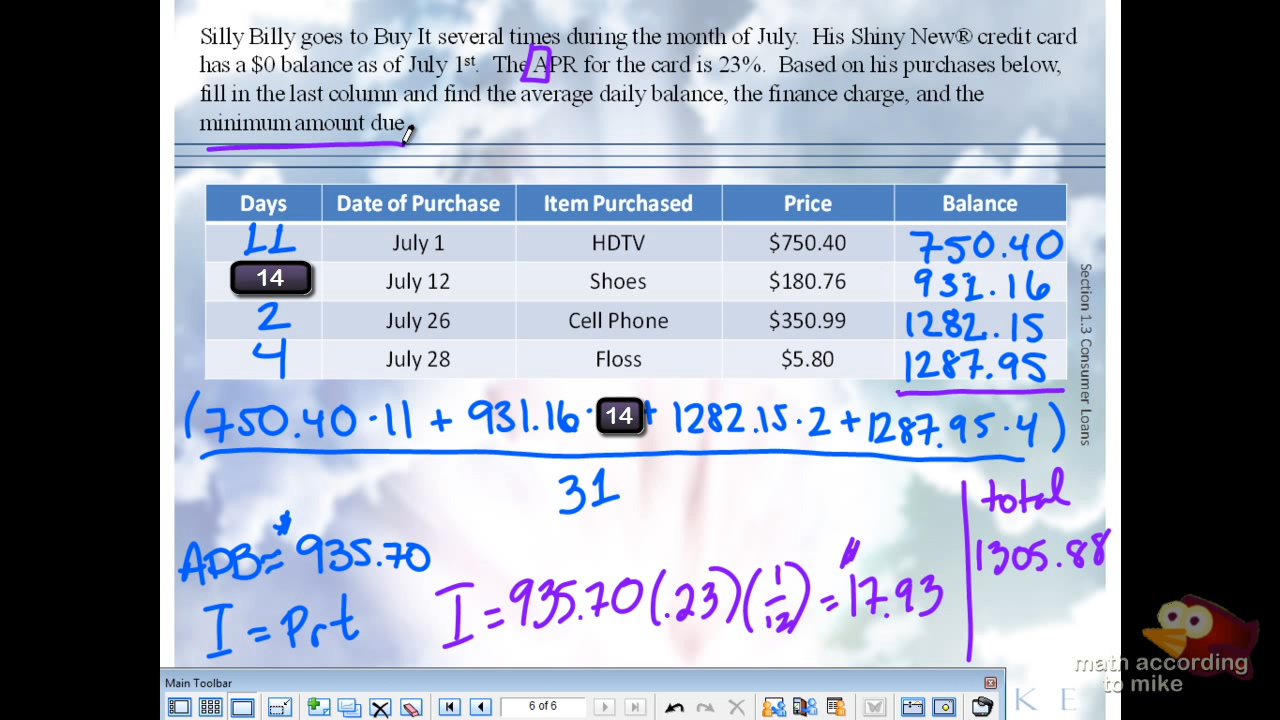 Silly Billy goes to Buy It several times during the month of July. His Shiny New® credit card
has a $0 balance as of July 1st. The APR for the card is 23%. Based on his purchases below,
fill in the last column and find the average daily balance, the finance charge, and the
minimum amount due.
Days Date of Purchase Item Purchased Price Balance
11 July 1 HDTV $750.40 750.40
14 July 12 Shoes $180.76 931.16
2 July 26 Cell Phone $350.99 1282.15
4 July 28 Floss $5.80 1287.95
Section 1.3 Consumer Loans
(750.40·11 + 931.16· 14 + 1282.15·2 + 1287.95·4)
31
total
1305.88
ADB≈ $935.70
I = 935.70(.23)(1/12) = $17.93
I = Prt
math according
to mike
Main Toolbar
6 of 6
K E